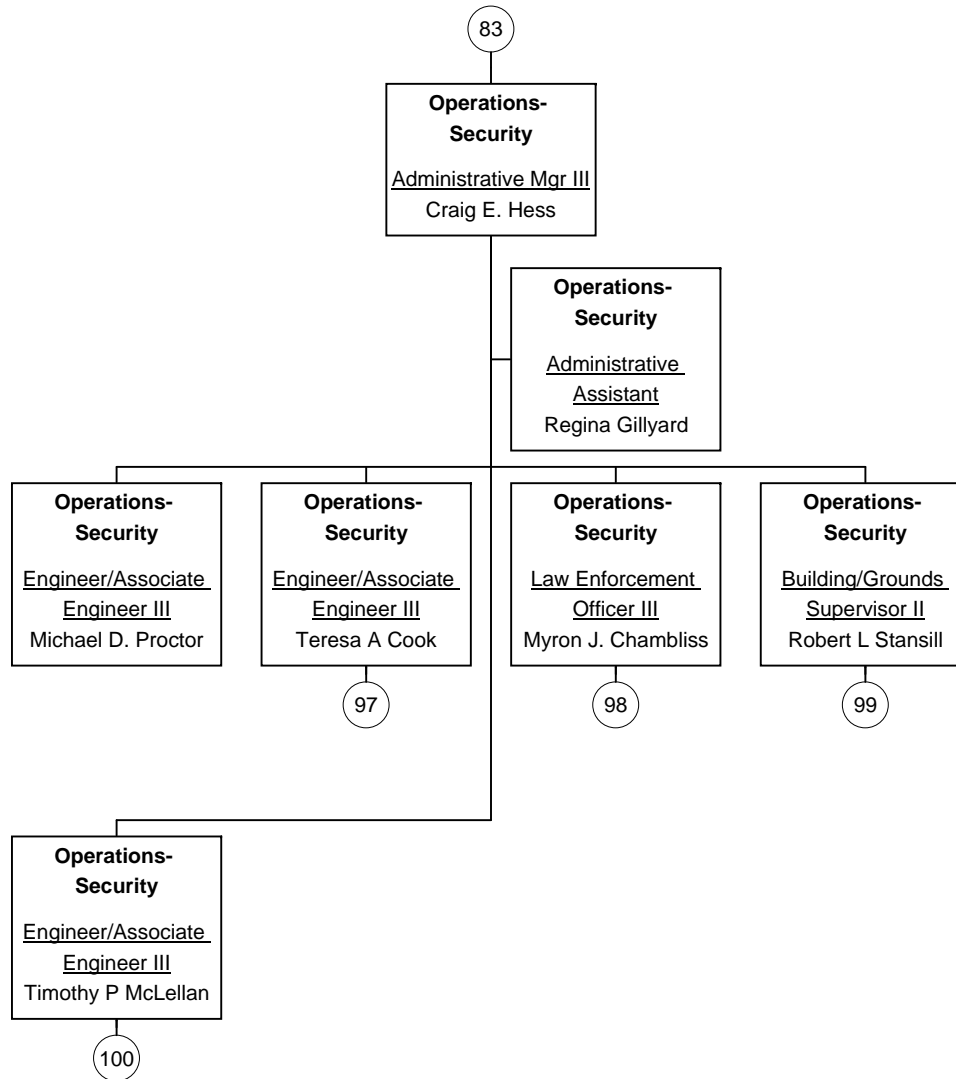 83
Operations-
Security
Administrative Mgr III
Craig E. Hess
Operations-
Security
Administrative
Assistant
Regina Gillyard
Operations-
Security
Engineer/Associate
Engineer III
Michael D. Proctor
Operations-
Security
Engineer/Associate
Engineer III
Teresa A Cook
97
Operations-
Security
Law Enforcement
Officer III
Myron J. Chambliss
98
Operations-
Security
Building/Grounds
Supervisor II
Robert L Stansill
99
Operations-
Security
Engineer/Associate
Engineer III
Timothy P McLellan
100